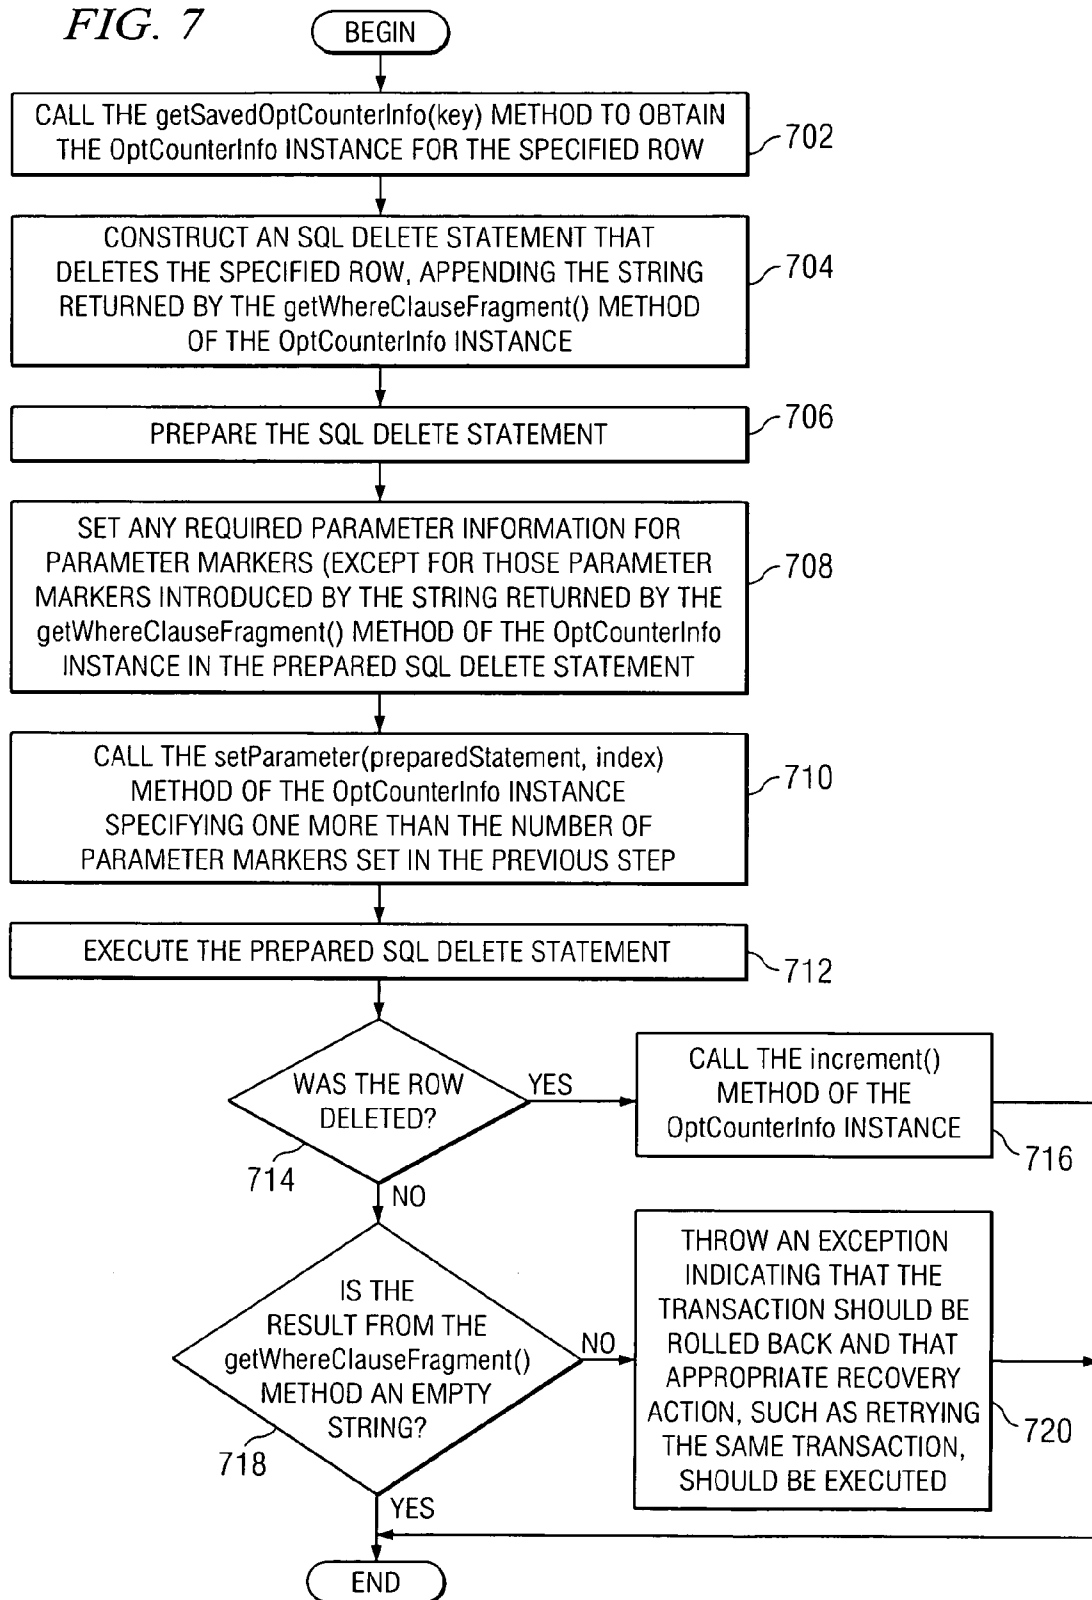 FIG. 7
BEGIN
CALL THE getSavedOptCounterInfo(key) METHOD TO OBTAIN
THE OptCounterInfo INSTANCE FOR THE SPECIFIED ROW
702
CONSTRUCT AN SQL DELETE STATEMENT THAT
DELETES THE SPECIFIED ROW, APPENDING THE STRING
RETURNED BY THE getWhereClauseFragment() METHOD
OF THE OptCounterInfo INSTANCE
704
PREPARE THE SQL DELETE STATEMENT
706
SET ANY REQUIRED PARAMETER INFORMATION FOR
PARAMETER MARKERS (EXCEPT FOR THOSE PARAMETER
MARKERS INTRODUCED BY THE STRING RETURNED BY THE
getWhereClauseFragment() METHOD OF THE OptCounterInfo
INSTANCE IN THE PREPARED SQL DELETE STATEMENT
708
CALL THE setParameter(preparedStatement, index)
METHOD OF THE OptCounterInfo INSTANCE
SPECIFYING ONE MORE THAN THE NUMBER OF
PARAMETER MARKERS SET IN THE PREVIOUS STEP
710
EXECUTE THE PREPARED SQL DELETE STATEMENT
712
WAS THE ROW
DELETED?
714
YES
CALL THE increment()
METHOD OF THE
OptCounterInfo INSTANCE
716
NO
IS THE
RESULT FROM THE
getWhereClauseFragment()
METHOD AN EMPTY
STRING?
718
NO
THROW AN EXCEPTION
INDICATING THAT THE
TRANSACTION SHOULD BE
ROLLED BACK AND THAT
APPROPRIATE RECOVERY
ACTION, SUCH AS RETRYING
THE SAME TRANSACTION,
SHOULD BE EXECUTED
720
YES
END